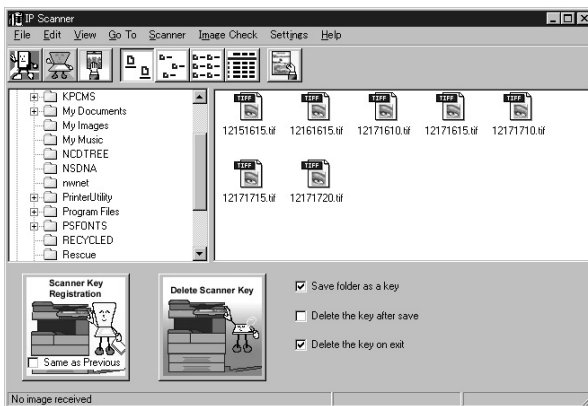 IP Scanner
File Edit View Go To Scanner Image Check Settings Help
KPCMS
My Documents
My Images
My Music
NCDTREE
NSDNA
nwnet
PrinterUtility
Program Files
PSFONTS
RECYCLED
Rescue
TIFF TIFF TIFF TIFF TIFF
12151615.tif 12161615.tif 12171610.tif 12171615.tif 12171710.tif
TIFF TIFF
12171715.tif 12171720.tif
Scanner Key
Registration
Same as Previous
Delete Scanner Key
Save folder as a key
Delete the key after save
Delete the key on exit
No image received